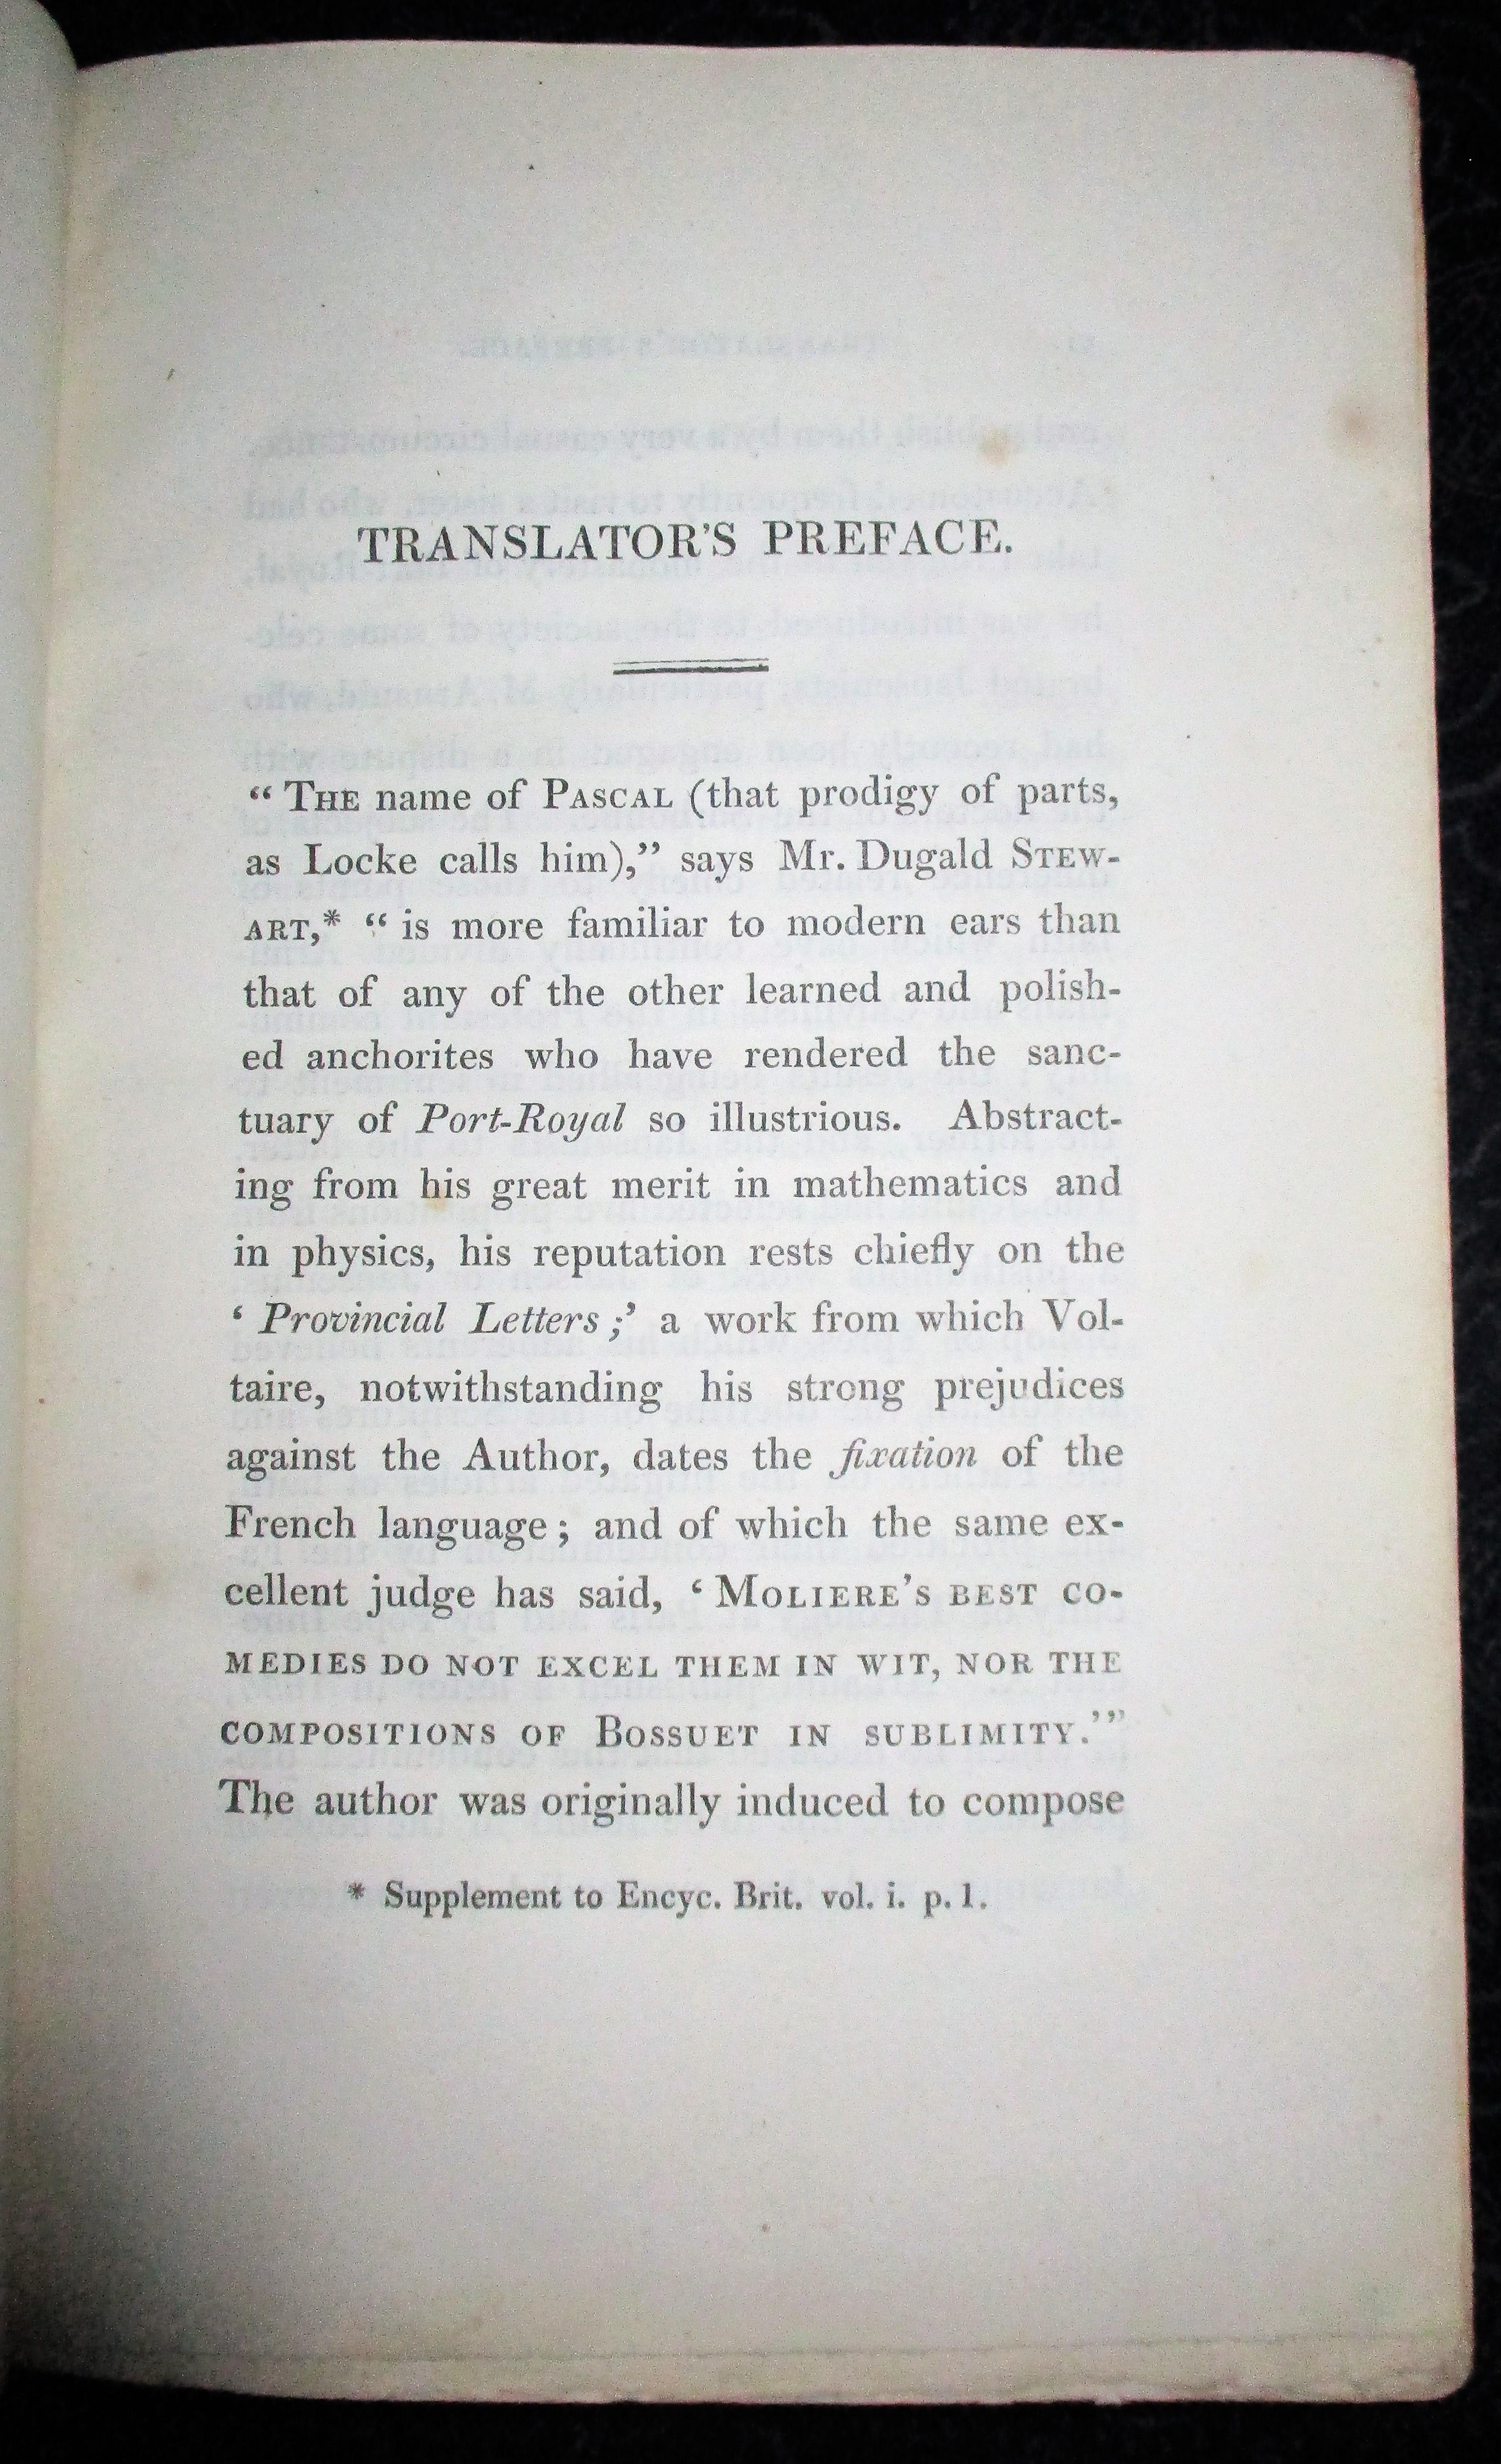 TRANSLATOR'S PREFACE.
“ THE name of PASCAL (that prodigy of parts,
as Locke calls him),” says Mr. Dugald STEW-
ART,* “ is more familiar to modern ears than
that of any of the other learned and polish-
ed anchorites who have rendered the sanc-
tuary of Port-Royal so illustrious. Abstract-
ing from his great merit in mathematics and
in physics, his reputation rests chiefly on the
‘ Provincial Letters ;’ a work from which Vol-
taire, notwithstanding his strong prejudices
against the Author, dates the fixation of the
French language ; and of which the same ex-
cellent judge has said, ‘ MOLIERE’S BEST CO-
MEDIES DO NOT EXCEL THEM IN WIT, NOR THE
COMPOSITIONS OF BOSSUET IN SUBLIMITY.’”
The author was originally induced to compose
* Supplement to Encyc. Brit. vol. i. p. 1.